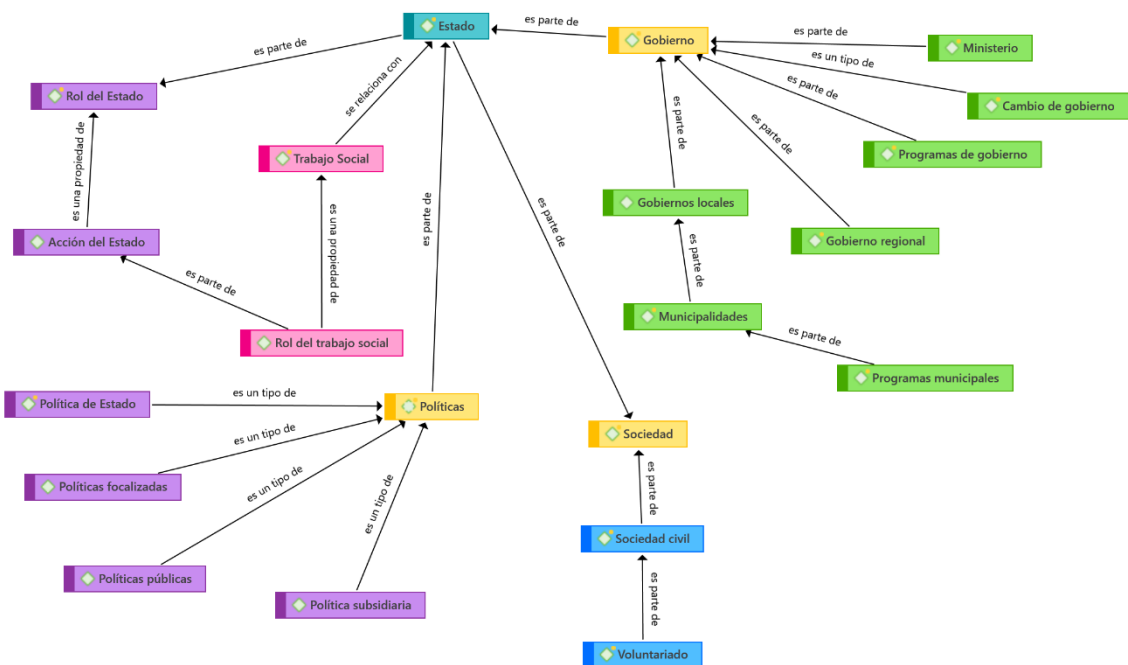 Estado
es parte de
Gobierno
es parte de
Ministerio
es un tipo de
Cambio de gobierno
es parte de
Programas de gobierno
es parte de
Rol del Estado
se relaciona con
es parte de
es parte de
Trabajo Social
es una propiedad de
Gobiernos locales
es parte de
es parte de
Gobierno regional
Acción del Estado
es una propiedad de
es parte de
es parte de
Municipalidades
Rol del trabajo social
es parte de
Programas municipales
Política de Estado
es un tipo de
Políticas
es un tipo de
Sociedad
Políticas focalizadas
es un tipo de
es un tipo de
es parte de
Sociedad civil
Políticas públicas
Política subsidiaria
es parte de
Voluntariado